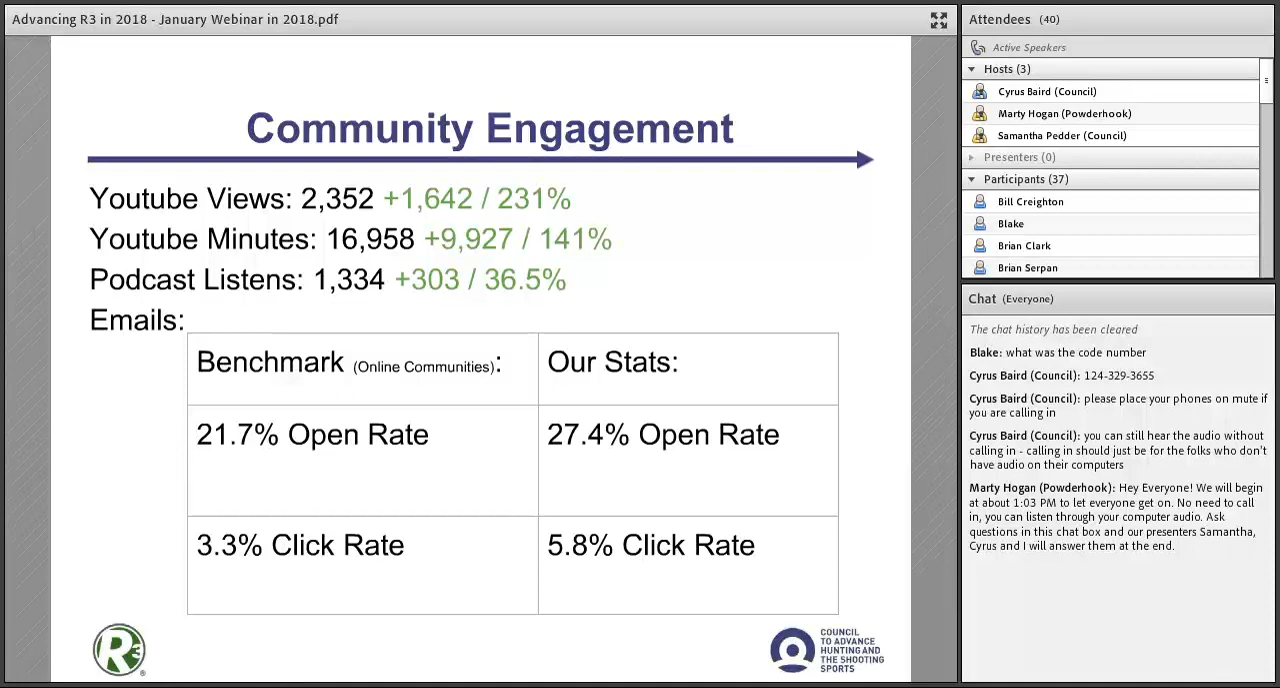 Advancing R3 in 2018 - January Webinar in 2018.pdf
Community Engagement
Youtube Views: 2,352 +1,642 / 231%
Youtube Minutes: 16,958 +9,927 / 141%
Podcast Listens: 1,334 +303 / 36.5%
Emails:
Benchmark (Online Communities): Our Stats:
21.7% Open Rate 27.4% Open Rate
3.3% Click Rate 5.8% Click Rate
R3 ®
COUNCIL
TO ADVANCE
HUNTING AND
THE SHOOTING
SPORTS
Attendees (40)
Active Speakers
Hosts (3)
Cyrus Baird (Council)
Marty Hogan (Powderhook)
Samantha Pedder (Council)
Presenters (0)
Participants (37)
Bill Creighton
Blake
Brian Clark
Brian Serpan
Chat (Everyone)
The chat history has been cleared
Blake: what was the code number
Cyrus Baird (Council): 124-329-3655
Cyrus Baird (Council): please place your phones on mute if
you are calling in
Cyrus Baird (Council): you can still hear the audio without
calling in - calling in should just be for the folks who don't
have audio on their computers
Marty Hogan (Powderhook): Hey Everyone! We will begin
at about 1:03 PM to let everyone get on. No need to call
in, you can listen through your computer audio. Ask
questions in this chat box and our presenters Samantha,
Cyrus and I will answer them at the end.